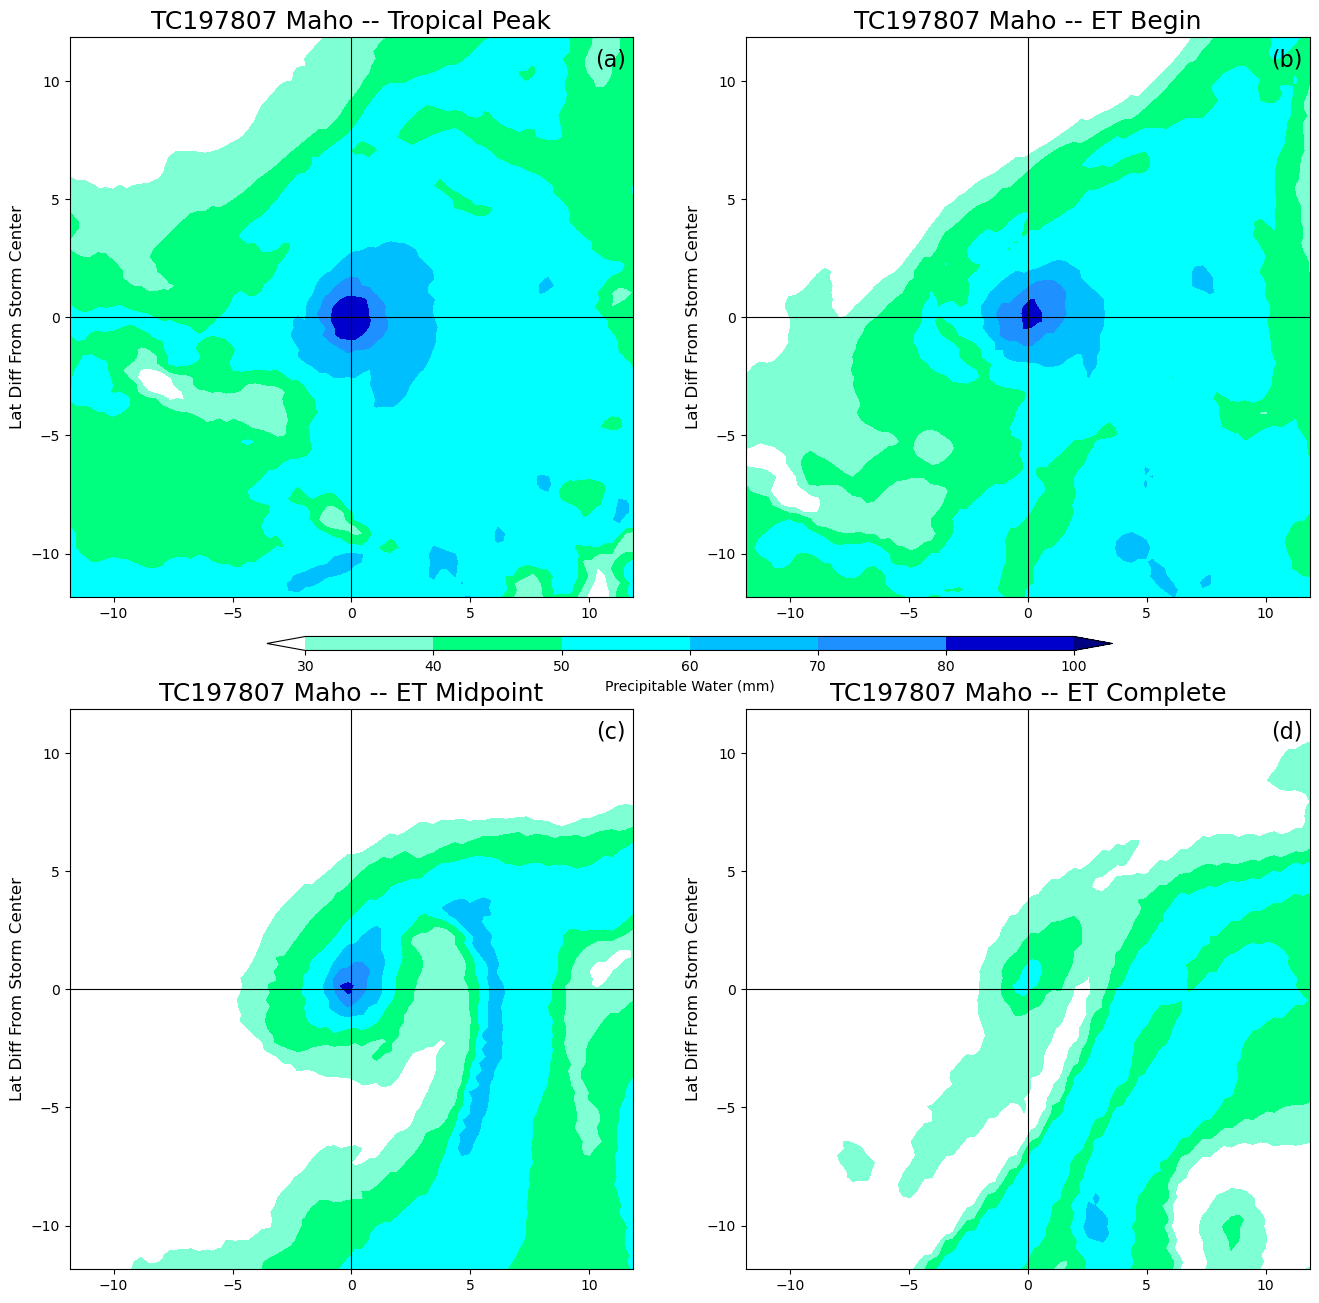 TC197807 Maho -- Tropical Peak
TC197807 Maho -- ET Begin
(a)
(b)
10
5
0
−5
−10
Lat Diff From Storm Center
−10 −5 0 5 10
10
5
0
−5
−10
Lat Diff From Storm Center
−10 −5 0 5 10
30 40 50 60 70 80 100
Precipitable Water (mm)
TC197807 Maho -- ET Midpoint
TC197807 Maho -- ET Complete
(c)
(d)
10
5
0
−5
−10
Lat Diff From Storm Center
−10 −5 0 5 10
10
5
0
−5
−10
Lat Diff From Storm Center
−10 −5 0 5 10